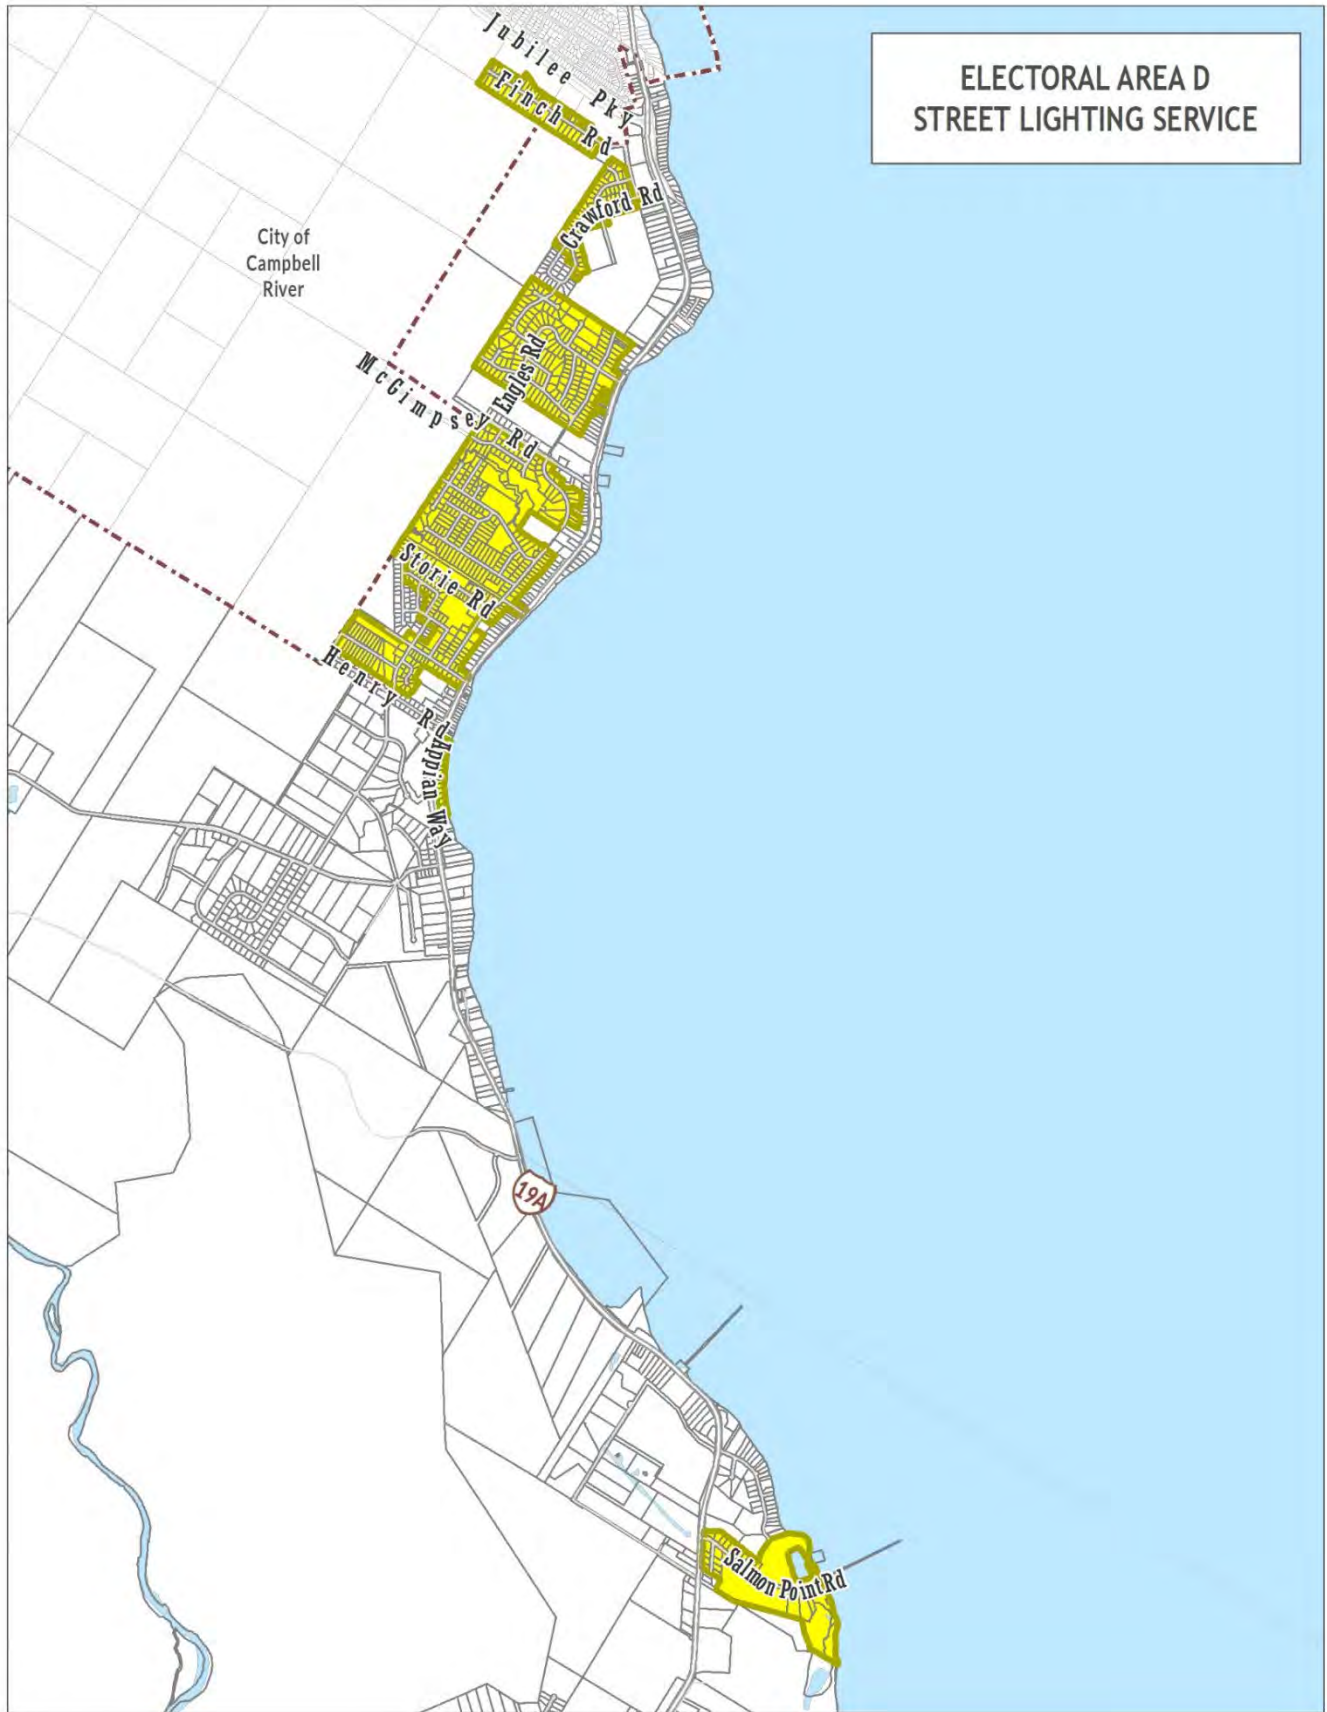 ELECTORAL AREA D
STREET LIGHTING SERVICE
Jubilee Pky
Finch Rd
Crawford Rd
City of
Campbell
River
Engles Rd
McGimpsey Rd
Storie Rd
Henry Rd
Appian Way
19A
Salmon Point Rd